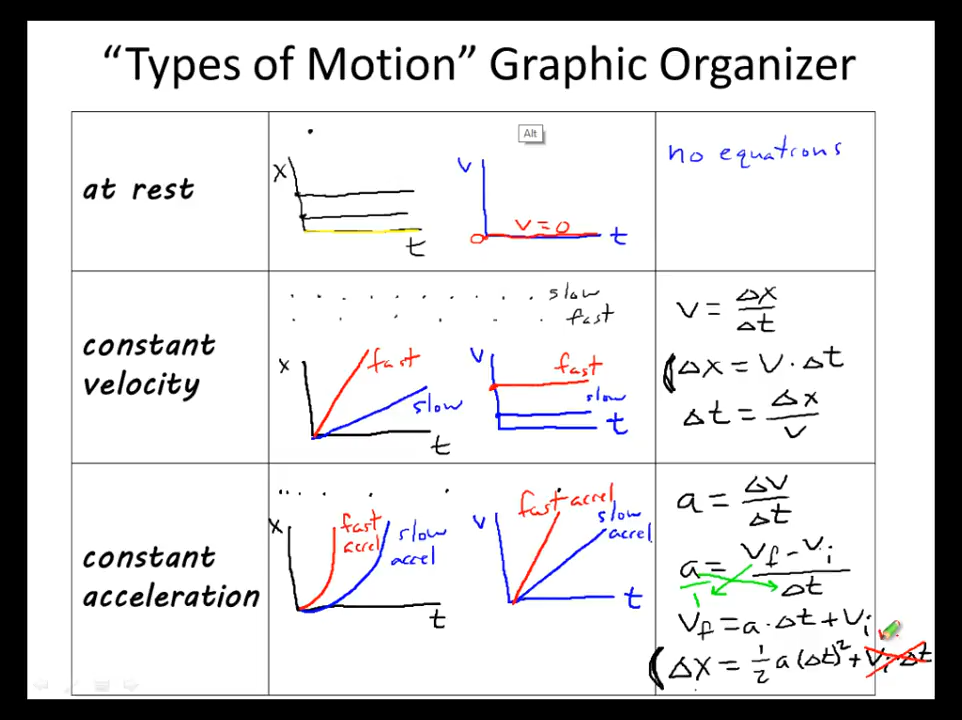 “Types of Motion” Graphic Organizer
Alt
at rest
x
t
v
v = 0
0
t
no equations
constant
velocity
slow
fast
x
fast
slow
t
v
fast
slow
t
v = Δx/Δt
(Δx = v · Δt
Δt = Δx/v
constant
acceleration
x
fast
accel
slow
accel
t
v
fast accel
slow
accel
t
a = Δv/Δt
a = vf - vi/Δt
1
vf = a · Δt + vi
(Δx = 1/2 a (Δt)² + vi · Δt